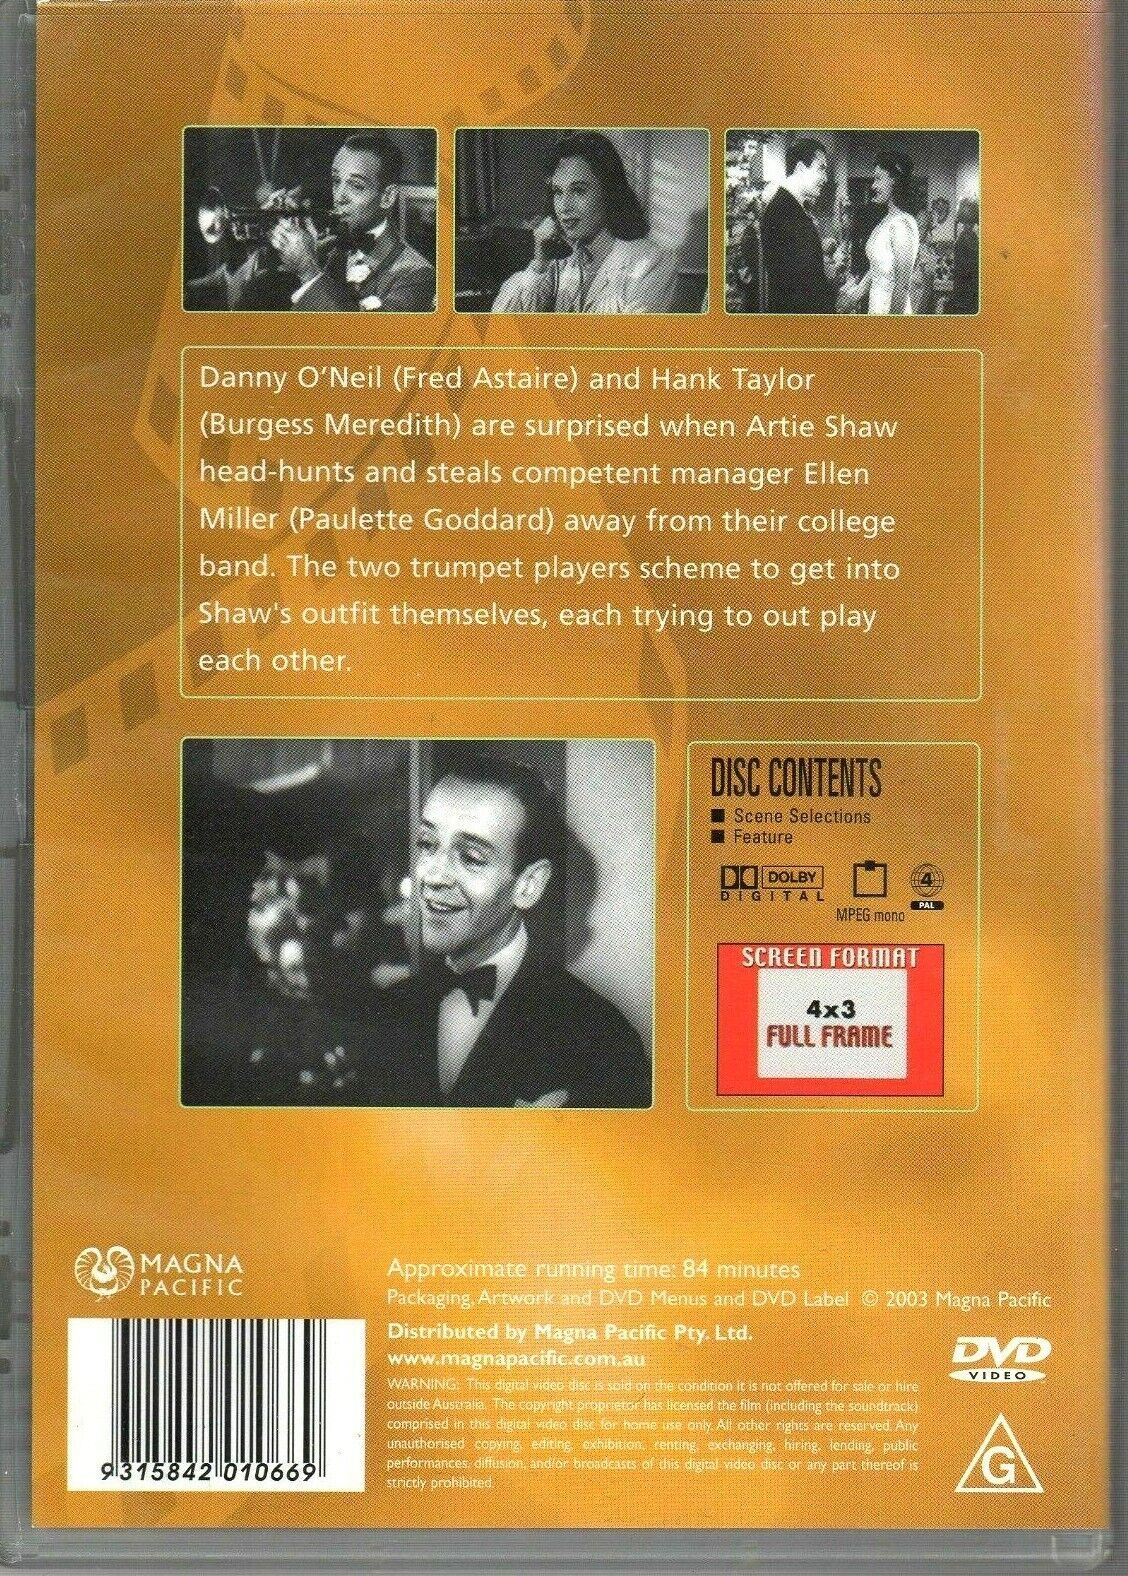 Danny O'Neil (Fred Astaire) and Hank Taylor
(Burgess Meredith) are surprised when Artie Shaw
head-hunts and steals competent manager Ellen
Miller (Paulette Goddard) away from their college
band. The two trumpet players scheme to get into
Shaw's outfit themselves, each trying to out play
each other.
DISC CONTENTS
Scene Selections
Feature
DOLBY
DIGITAL
MPEG mono
4
PAL
SCREEN FORMAT
4x3
FULL FRAME
MAGNA
PACIFIC
Approximate running time: 84 minutes
Packaging, Artwork and DVD Menus and DVD Label © 2003 Magna Pacific
Distributed by Magna Pacific Pty. Ltd.
www.magnapacific.com.au
WARNING: This digital video disc is sold on the condition it is not offered for sale or hire
outside Australia. The copyright proprietor has licensed the film (including the soundtrack)
comprised in this digital video disc for home use only. All other rights are reserved. Any
unauthorised copying, editing, exhibition, renting, exchanging, hiring, lending, public
performances, diffusion, and/or broadcasts of this digital video disc or any part thereof is
strictly prohibited.
DVD
VIDEO
G
9315842 010669